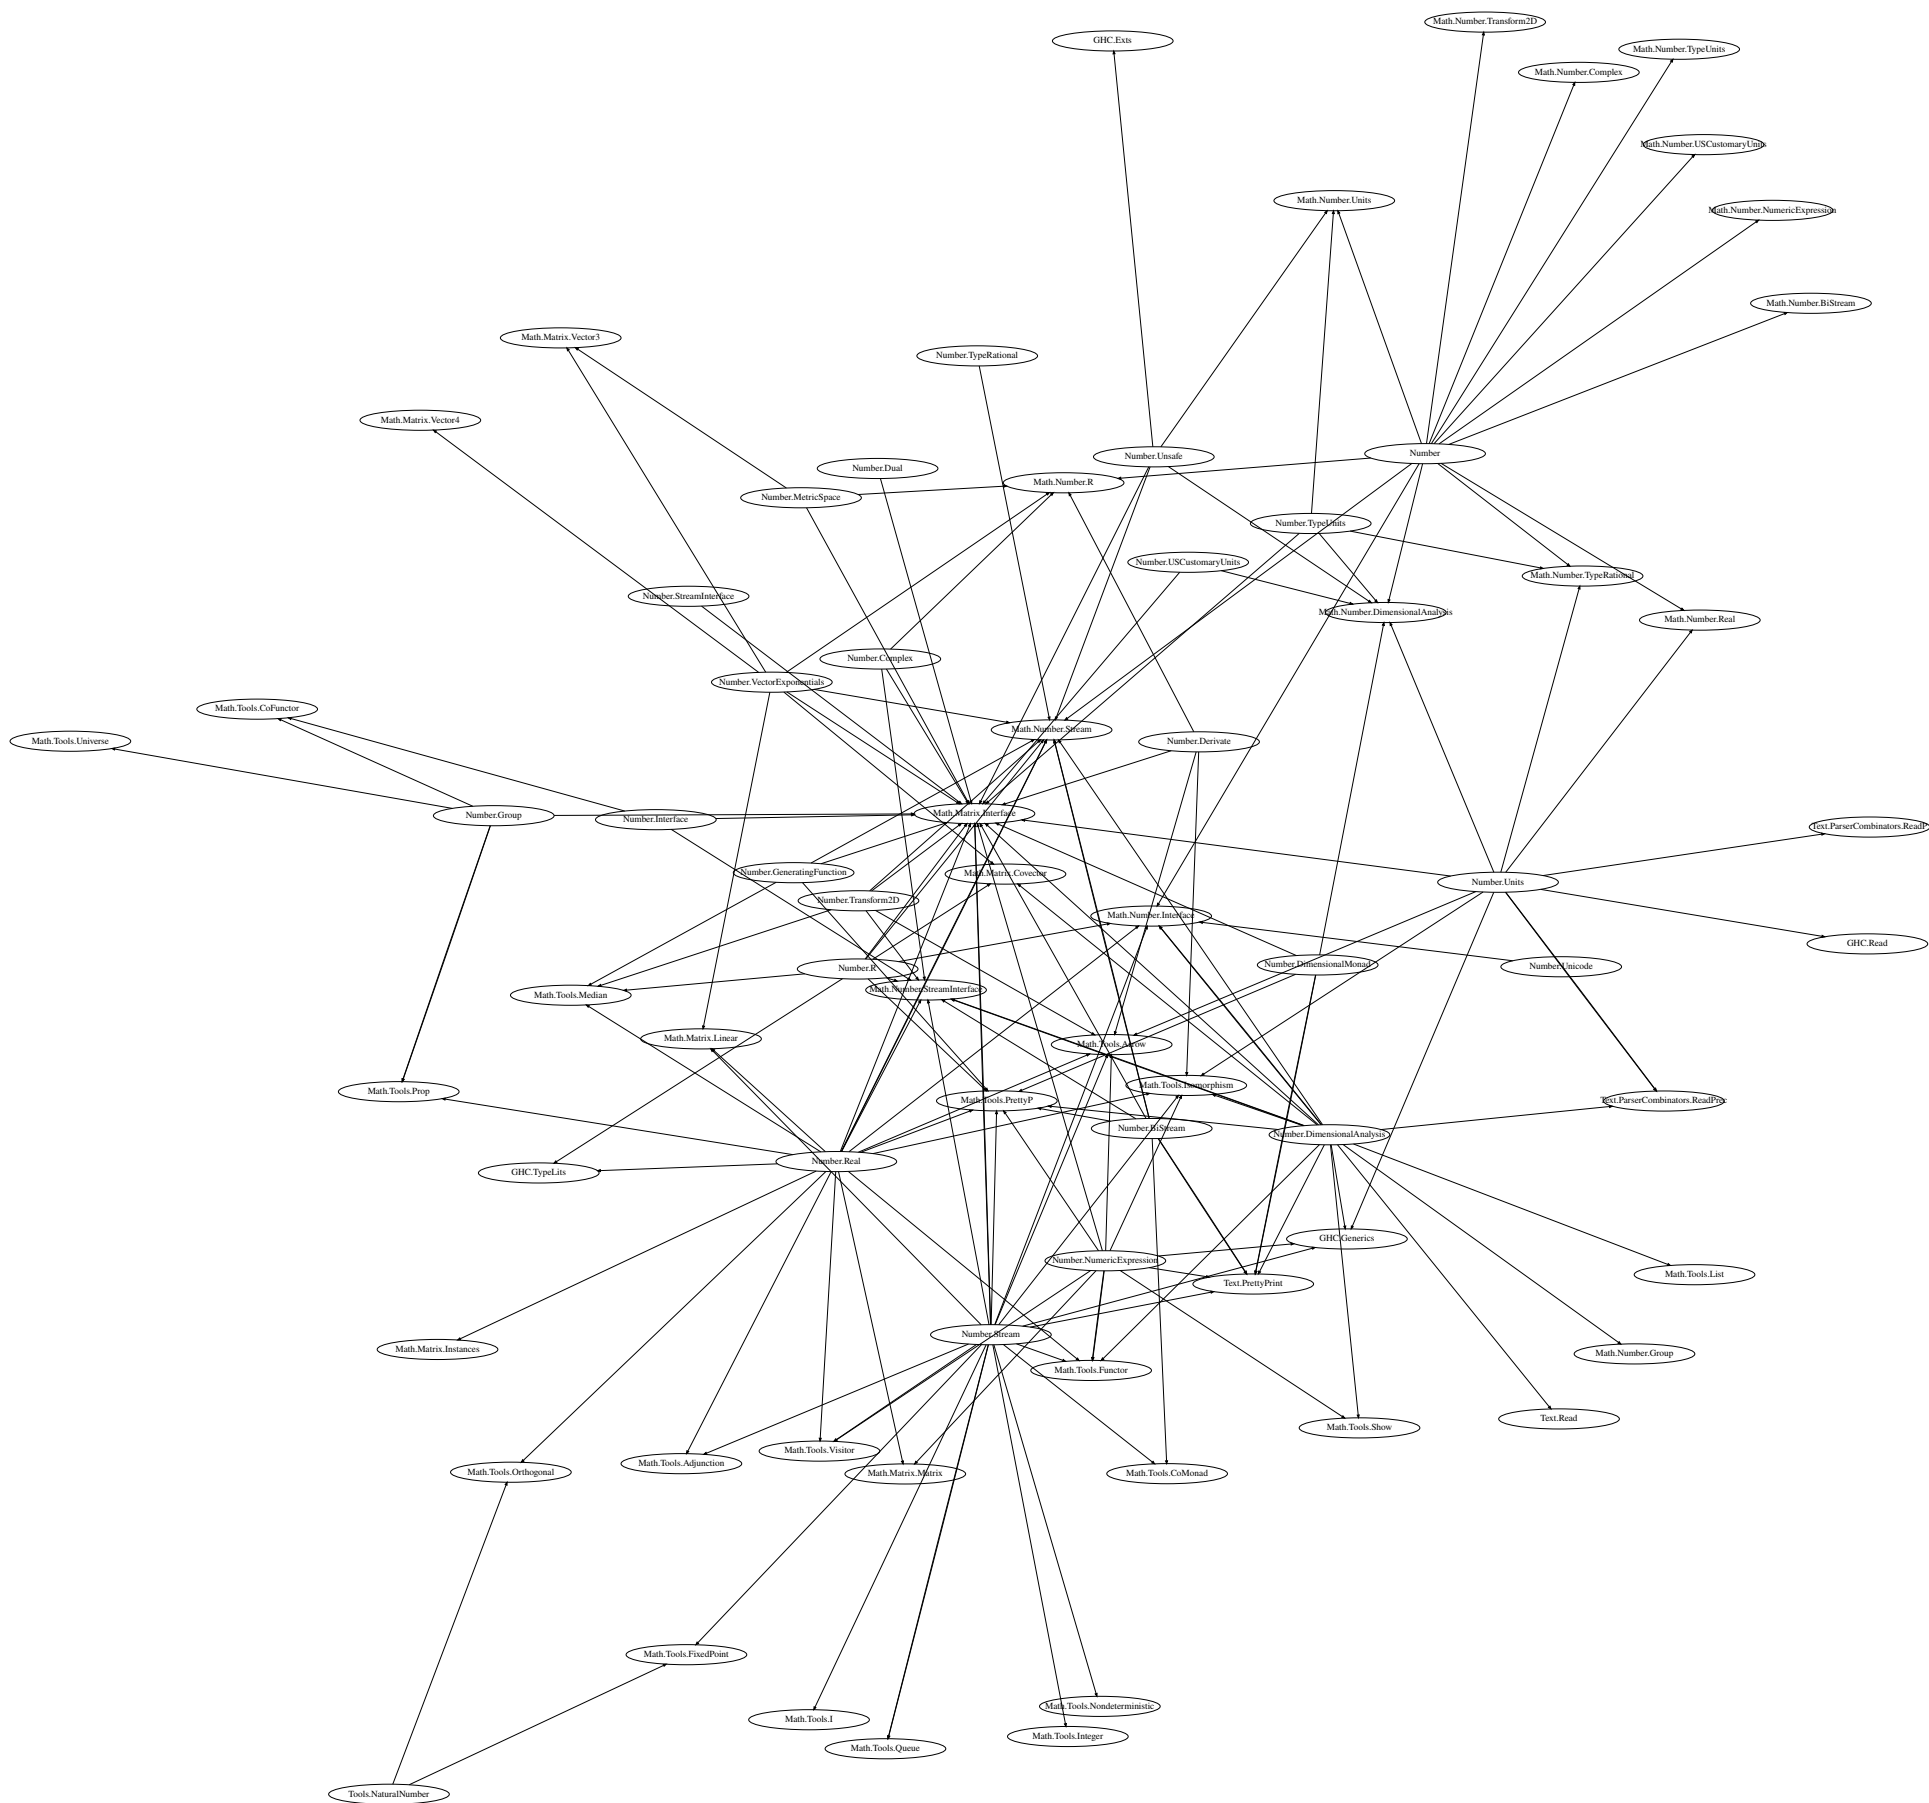 Math.Number.Transform2D
GHC.Exts
Math.Number.TypeUnits
Math.Number.Complex
Math.Number.USCustomaryUnits
Math.Number.Units
Math.Number.NumericExpression
Math.Number.BiStream
Math.Matrix.Vector3
Number.TypeRational
Math.Matrix.Vector4
Number.Unsafe
Number
Number.Dual
Math.Number.R
Number.MetricSpace
Number.TypeUnits
Number.USCustomaryUnits
Math.Number.TypeRational
Number.StreamInterface
Math.Number.DimensionalAnalysis
Math.Number.Real
Number.Complex
Number.VectorExponentials
Math.Tools.CoFunctor
Math.Number.Stream
Math.Tools.Universe
Number.Derivate
Number.Group
Number.Interface
Math.Matrix.Interface
Text.ParserCombinators.ReadP
Number.GeneratingFunction
Math.Matrix.Covector
Number.Units
Number.Transform2D
Math.Number.Interface
GHC.Read
Number.R
Number.DimensionalMonad
Number.Unicode
Math.Tools.Median
Math.Number.StreamInterface
Math.Matrix.Linear
Math.Tools.Arrow
Math.Tools.Isomorphism
Math.Tools.Prop
Math.Tools.PrettyP
Text.ParserCombinators.ReadPrec
Number.BiStream
Number.DimensionalAnalysis
Number.Real
GHC.TypeLits
GHC.Generics
Number.NumericExpression
Math.Tools.List
Text.PrettyPrint
Number.Stream
Math.Matrix.Instances
Math.Number.Group
Math.Tools.Functor
Text.Read
Math.Tools.Show
Math.Tools.Visitor
Math.Tools.Adjunction
Math.Tools.Orthogonal
Math.Matrix.Matrix
Math.Tools.CoMonad
Math.Tools.FixedPoint
Math.Tools.Nondeterministic
Math.Tools.I
Math.Tools.Integer
Math.Tools.Queue
Tools.NaturalNumber